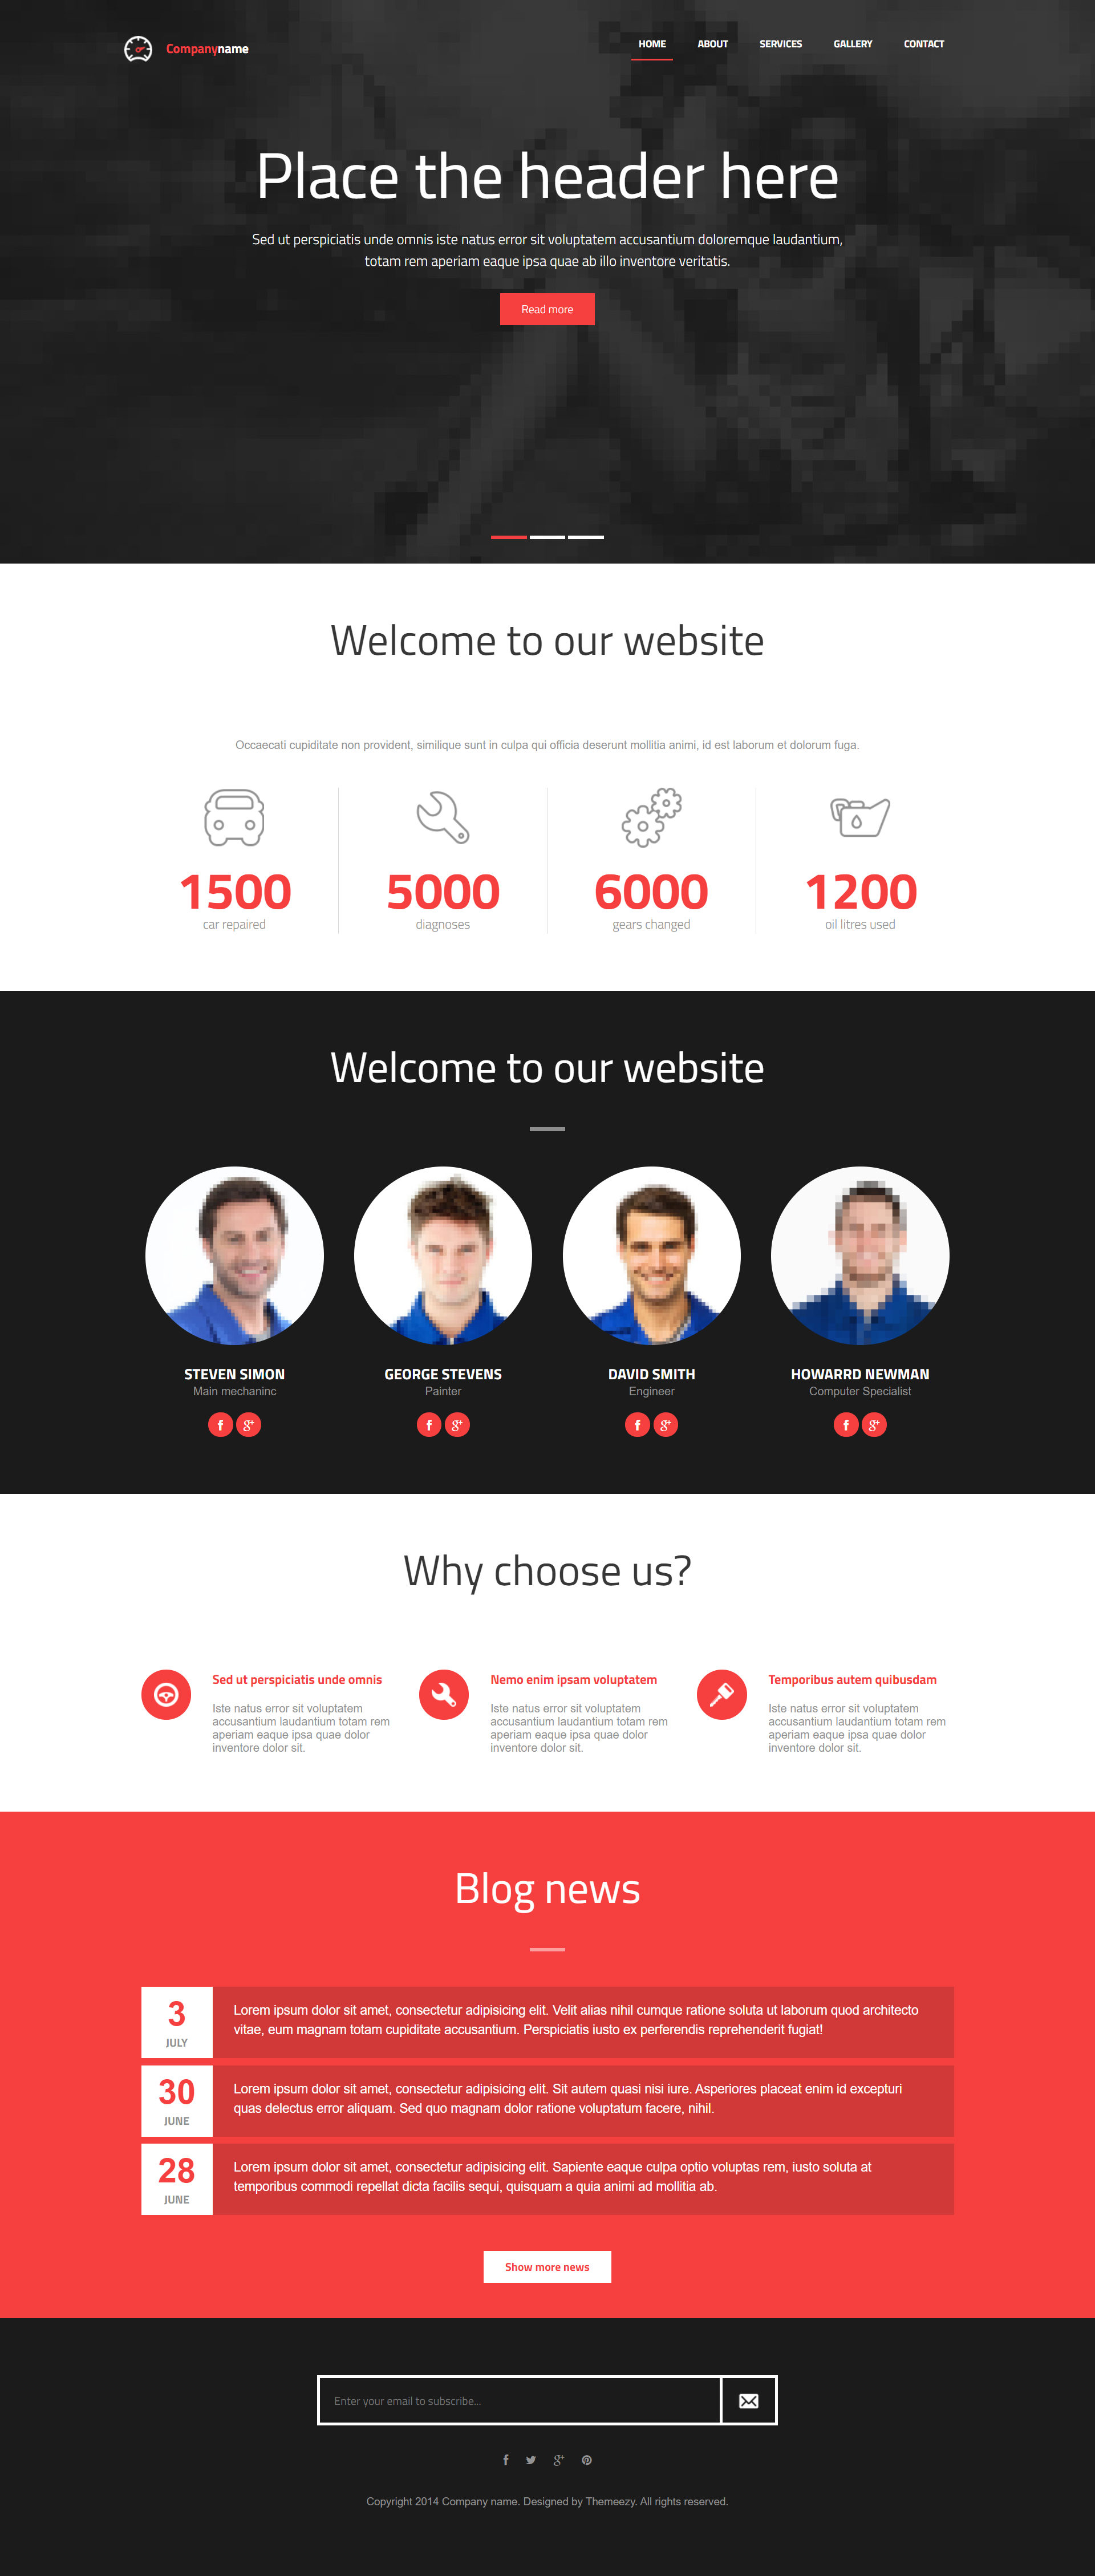 Companyname
HOME ABOUT SERVICES GALLERY CONTACT
Place the header here
Sed ut perspiciatis unde omnis iste natus error sit voluptatem accusantium doloremque laudantium,
totam rem aperiam eaque ipsa quae ab illo inventore veritatis.
Read more
Welcome to our website
Occaecati cupiditate non provident, similique sunt in culpa qui officia deserunt mollitia animi, id est laborum et dolorum fuga.
1500
car repaired
5000
diagnoses
6000
gears changed
1200
oil litres used
Welcome to our website
STEVEN SIMON
Main mechaninc
GEORGE STEVENS
Painter
DAVID SMITH
Engineer
HOWARRD NEWMAN
Computer Specialist
Why choose us?
Sed ut perspiciatis unde omnis
Iste natus error sit voluptatem
accusantium laudantium totam rem
aperiam eaque ipsa quae dolor
inventore dolor sit.
Nemo enim ipsam voluptatem
Iste natus error sit voluptatem
accusantium laudantium totam rem
aperiam eaque ipsa quae dolor
inventore dolor sit.
Temporibus autem quibusdam
Iste natus error sit voluptatem
accusantium laudantium totam rem
aperiam eaque ipsa quae dolor
inventore dolor sit.
Blog news
3
JULY
Lorem ipsum dolor sit amet, consectetur adipisicing elit. Velit alias nihil cumque ratione soluta ut laborum quod architecto
vitae, eum magnam totam cupiditate accusantium. Perspiciatis iusto ex perferendis reprehenderit fugiat!
30
JUNE
Lorem ipsum dolor sit amet, consectetur adipisicing elit. Sit autem quasi nisi iure. Asperiores placeat enim id excepturi
quas delectus error aliquam. Sed quo magnam dolor ratione voluptatum facere, nihil.
28
JUNE
Lorem ipsum dolor sit amet, consectetur adipisicing elit. Sapiente eaque culpa optio voluptas rem, iusto soluta at
temporibus commodi repellat dicta facilis sequi, quisquam a quia animi ad mollitia ab.
Show more news
Enter your email to subscribe...
Copyright 2014 Company name. Designed by Themeezy. All rights reserved.